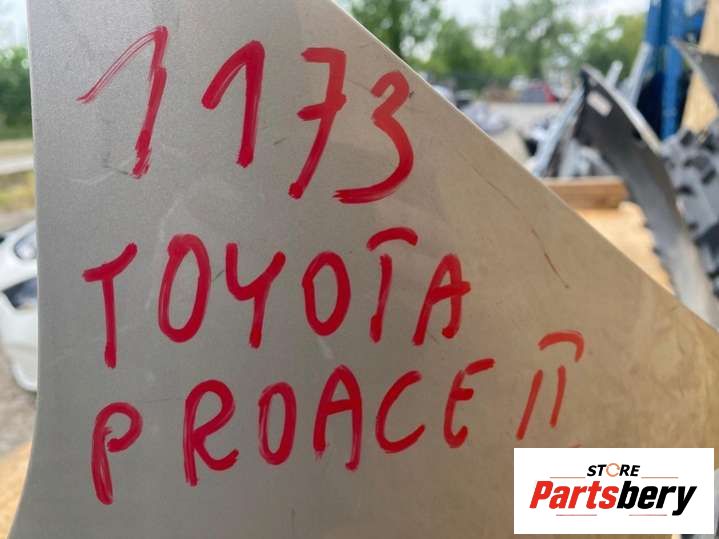 1173
TOYOTA
PROACE II
STORE
Partsbery